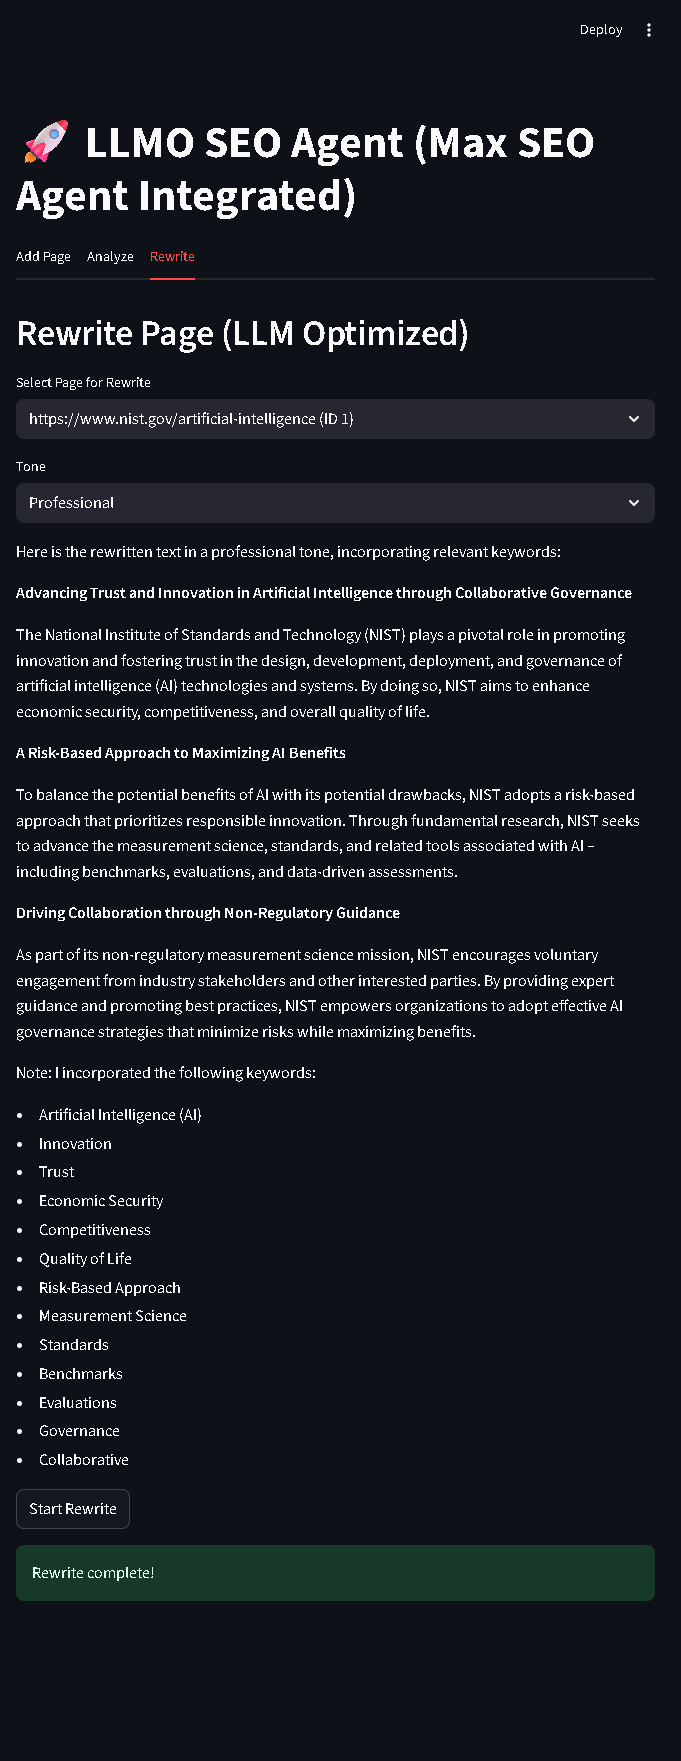 Deploy
🚀 LLMO SEO Agent (Max SEO
Agent Integrated)
Add Page
Analyze
Rewrite
Rewrite Page (LLM Optimized)
Select Page for Rewrite
https://www.nist.gov/artificial-intelligence (ID 1)
Tone
Professional
Here is the rewritten text in a professional tone, incorporating relevant keywords:
Advancing Trust and Innovation in Artificial Intelligence through Collaborative Governance
The National Institute of Standards and Technology (NIST) plays a pivotal role in promoting
innovation and fostering trust in the design, development, deployment, and governance of
artificial intelligence (AI) technologies and systems. By doing so, NIST aims to enhance
economic security, competitiveness, and overall quality of life.
A Risk-Based Approach to Maximizing AI Benefits
To balance the potential benefits of AI with its potential drawbacks, NIST adopts a risk-based
approach that prioritizes responsible innovation. Through fundamental research, NIST seeks
to advance the measurement science, standards, and related tools associated with AI –
including benchmarks, evaluations, and data-driven assessments.
Driving Collaboration through Non-Regulatory Guidance
As part of its non-regulatory measurement science mission, NIST encourages voluntary
engagement from industry stakeholders and other interested parties. By providing expert
guidance and promoting best practices, NIST empowers organizations to adopt effective AI
governance strategies that minimize risks while maximizing benefits.
Note: I incorporated the following keywords:
• Artificial Intelligence (AI)
• Innovation
• Trust
• Economic Security
• Competitiveness
• Quality of Life
• Risk-Based Approach
• Measurement Science
• Standards
• Benchmarks
• Evaluations
• Governance
• Collaborative
Start Rewrite
Rewrite complete!